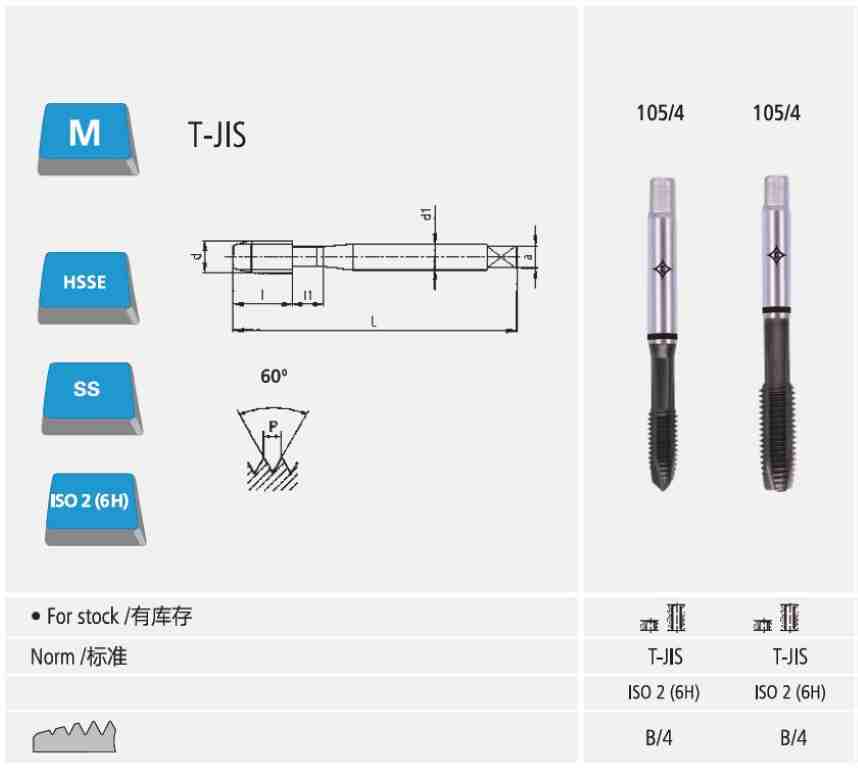 105/4 105/4
M
T-JIS
d1
d
a
l l1
L
HSSE
60°
P
SS
ISO 2 (6H)
• For stock /有库存
Norm /标准 T-JIS T-JIS
ISO 2 (6H) ISO 2 (6H)
B/4 B/4